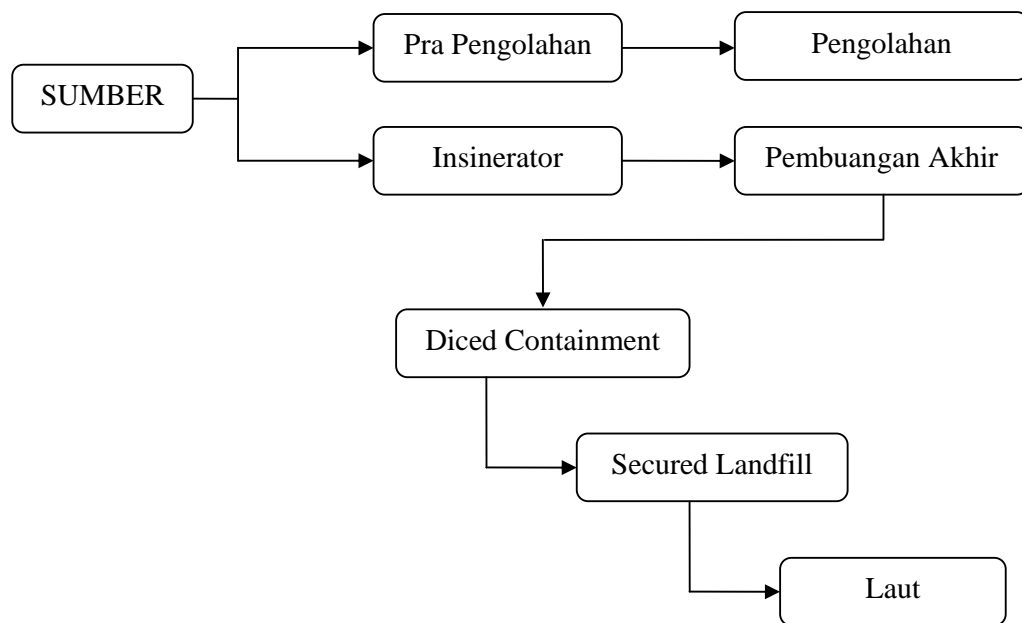 Pra Pengolahan
Pengolahan
SUMBER
Insinerator
Pembuangan Akhir
Diced Containment
Secured Landfill
Laut